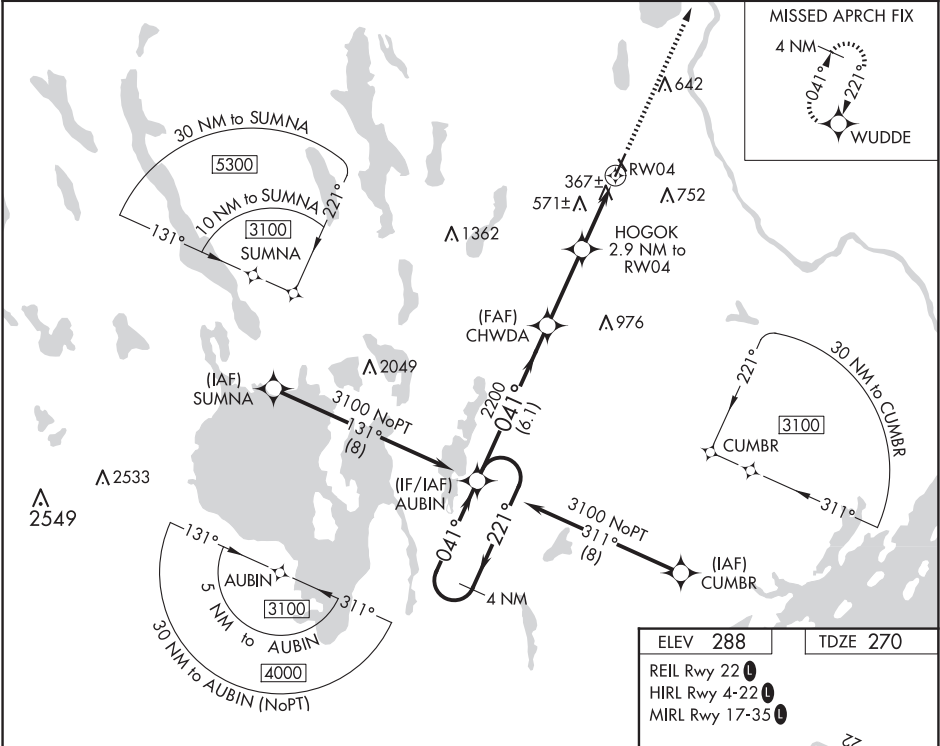 MISSED APRCH FIX
4 NM
041°
221°
WUDDE
642
30 NM to SUMNA
5300
10 NM to SUMNA
3100
221°
131°
SUMNA
RW04
367±
571±
752
1362
HOGOK
2.9 NM to
RW04
(FAF)
CHWDA
976
2049
(IAF)
SUMNA
3100 NoPT
131°
(8)
2200
041°
(6.1)
30 NM to CUMBR
221°
3100
CUMBR
311°
2533
2549
(IF/IAF)
AUBIN
041°
221°
4 NM
3100 NoPT
311°
(8)
(IAF)
CUMBR
131°
AUBIN
311°
3100
5 NM to AUBIN
4000
30 NM to AUBIN (NoPT)
ELEV 288
TDZE 270
REIL Rwy 22 L
HIRL Rwy 4-22 L
MIRL Rwy 17-35 L
22